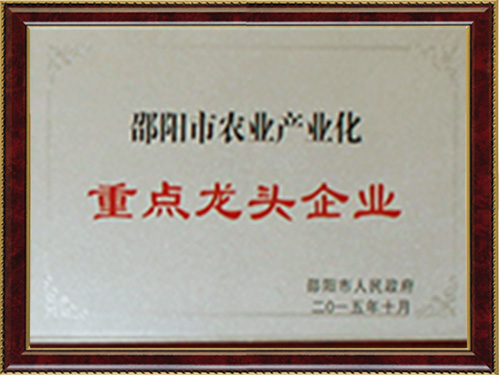 邵阳市农业产业化
重点龙头企业
邵阳市人民政府
二〇一五年十月